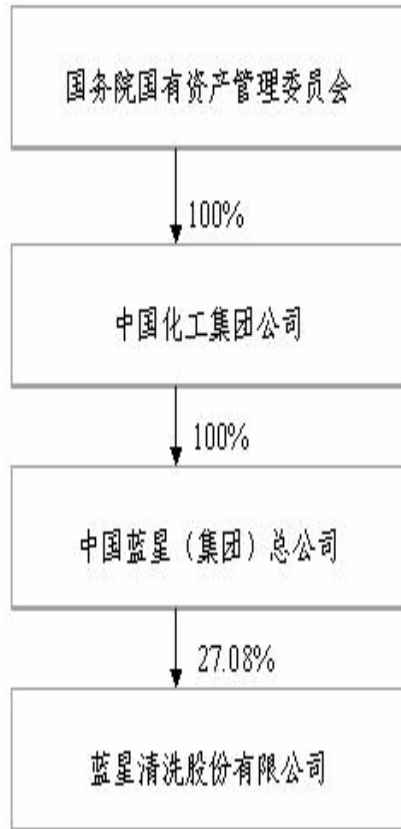 国务院国有资产管理委员会
100%
中国化工集团公司
100%
中国蓝星（集团）总公司
27.08%
蓝星清洗股份有限公司